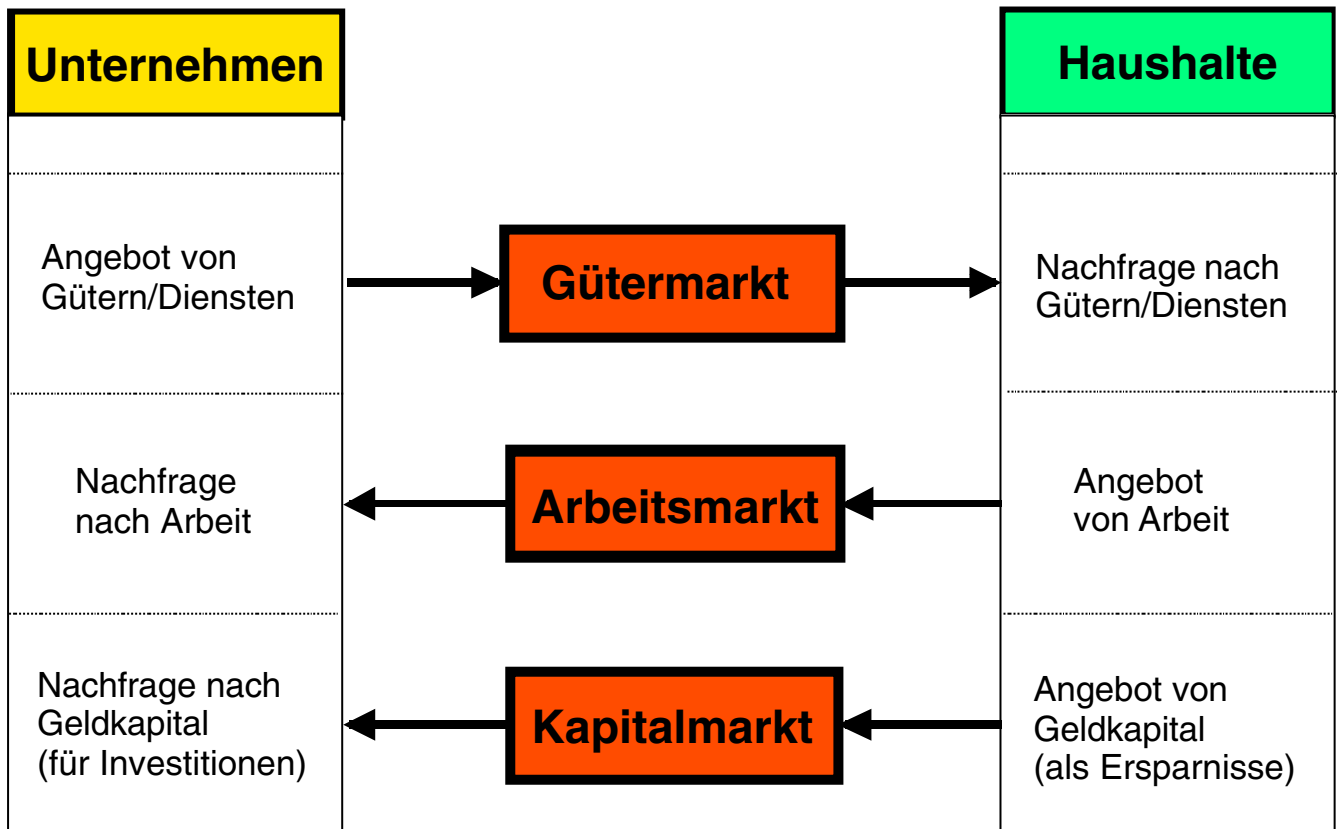 Unternehmen
Haushalte
Angebot von
Gütern/Diensten
Gütermarkt
Nachfrage nach
Gütern/Diensten
Nachfrage
nach Arbeit
Arbeitsmarkt
Angebot
von Arbeit
Nachfrage nach
Geldkapital
(für Investitionen)
Kapitalmarkt
Angebot von
Geldkapital
(als Ersparnisse)